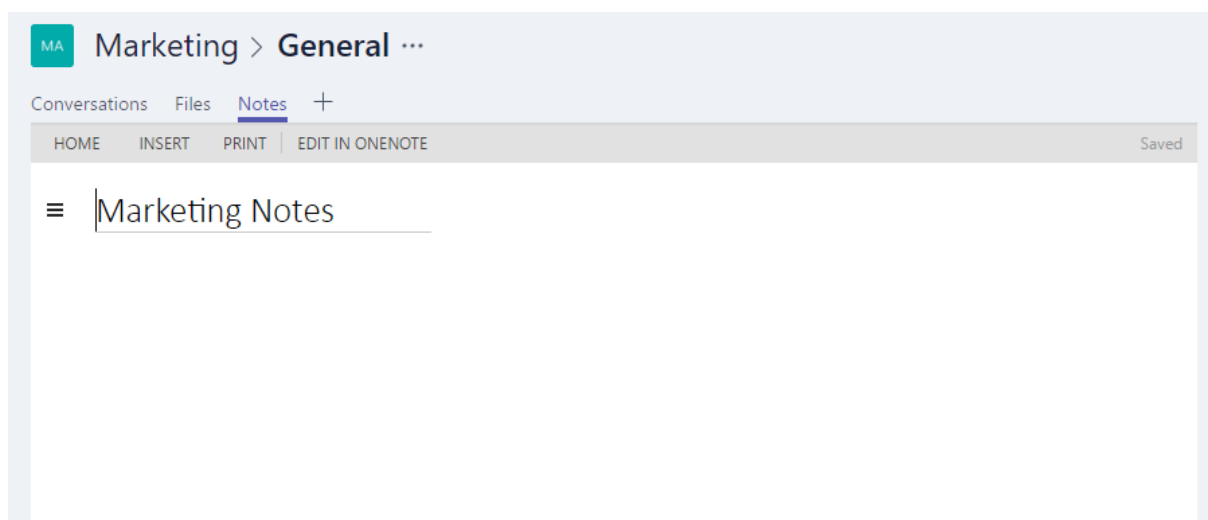 MA Marketing > General ···
Conversations Files Notes +
HOME INSERT PRINT EDIT IN ONENOTE Saved
Marketing Notes